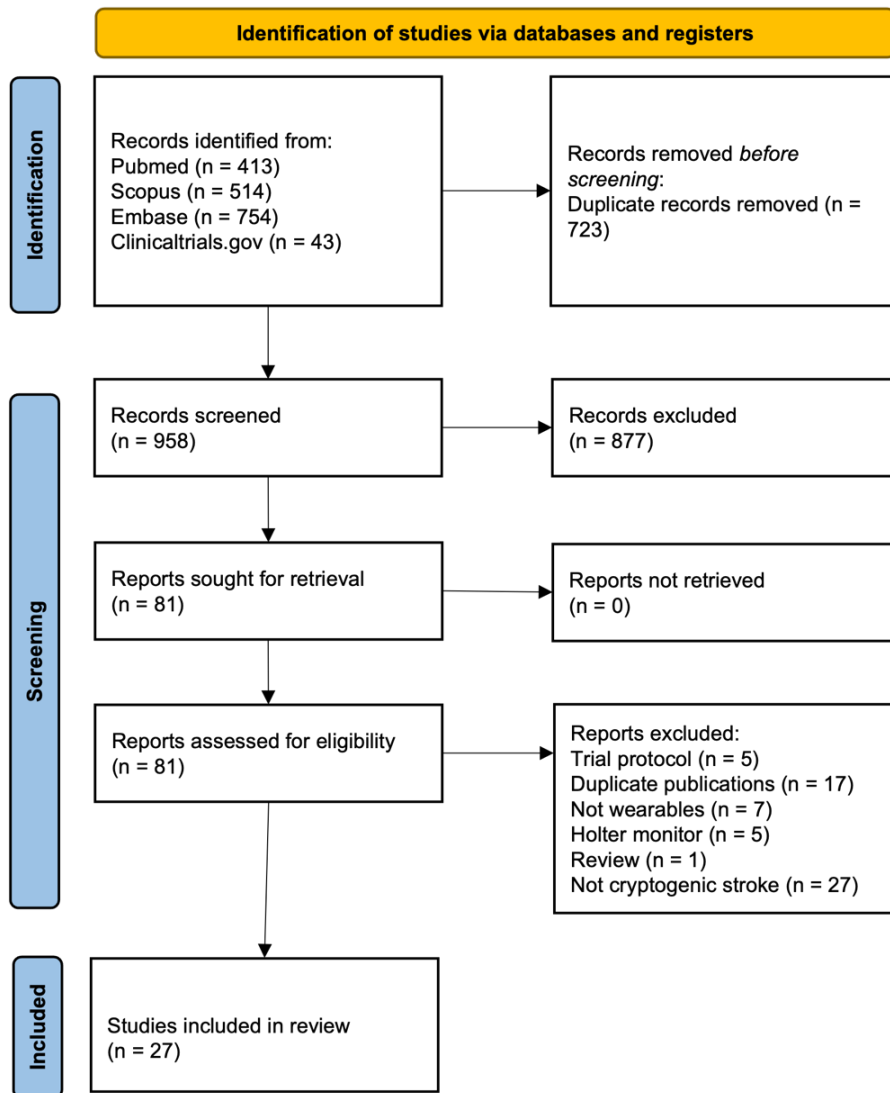 Identification of studies via databases and registers
Identification
Records identified from:
Pubmed (n = 413)
Scopus (n = 514)
Embase (n = 754)
Clinicaltrials.gov (n = 43)
Records removed before
screening:
Duplicate records removed (n =
723)
Screening
Records screened
(n = 958)
Records excluded
(n = 877)
Reports sought for retrieval
(n = 81)
Reports not retrieved
(n = 0)
Reports assessed for eligibility
(n = 81)
Reports excluded:
Trial protocol (n = 5)
Duplicate publications (n = 17)
Not wearables (n = 7)
Holter monitor (n = 5)
Review (n = 1)
Not cryptogenic stroke (n = 27)
Included
Studies included in review
(n = 27)